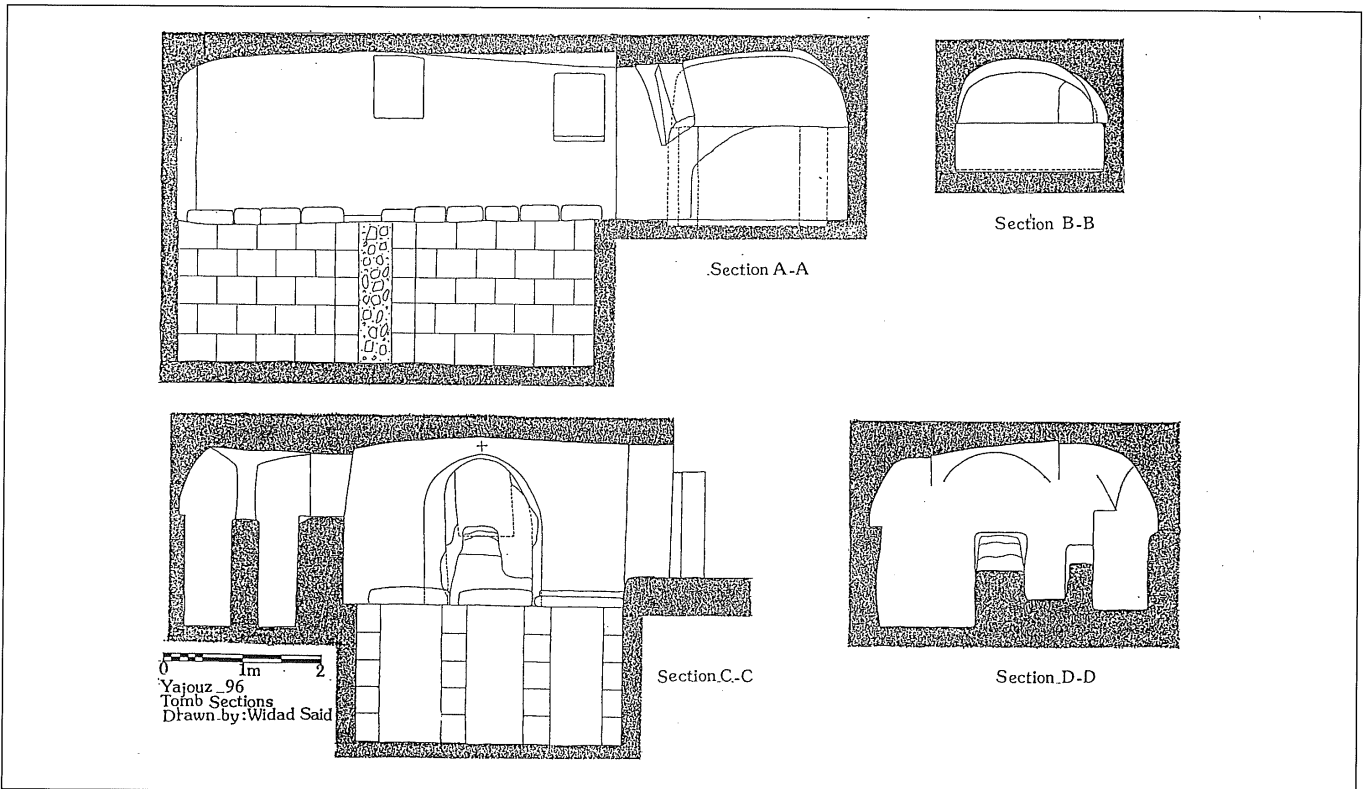 Section A-A
Section B-B
Section C-C
Section D-D
0 1m 2
Yajouz_96
Tomb Sections
Drawn by: Widad Said